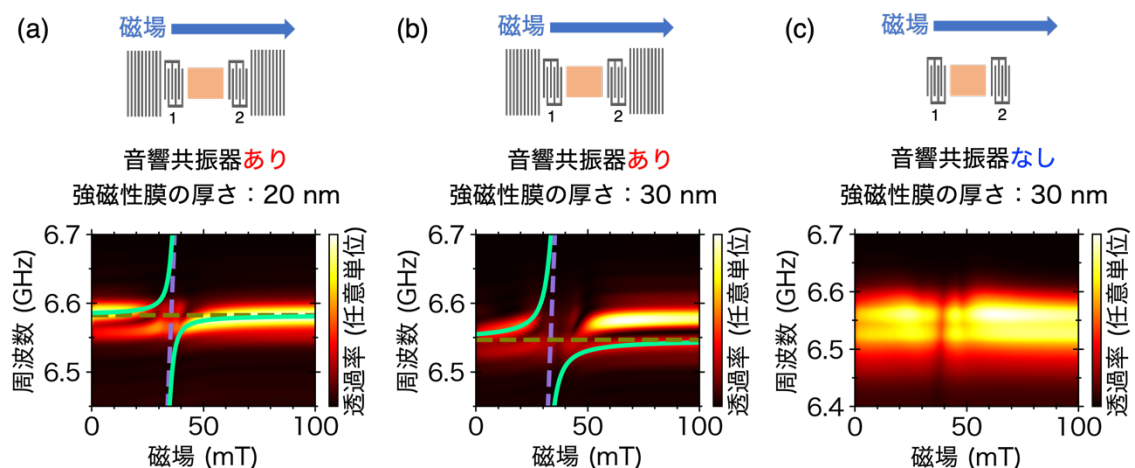 (a)
磁場
1
2
音響共振器あり
強磁性膜の厚さ：20 nm
周波数 (GHz)
6.7
6.6
6.5
0
50
100
磁場 (mT)
透過率 (任意単位)
(b)
磁場
1
2
音響共振器あり
強磁性膜の厚さ：30 nm
周波数 (GHz)
6.7
6.6
6.5
0
50
100
磁場 (mT)
透過率 (任意単位)
(c)
磁場
1
2
音響共振器なし
強磁性膜の厚さ：30 nm
周波数 (GHz)
6.7
6.6
6.5
6.4
0
50
100
磁場 (mT)
透過率 (任意単位)